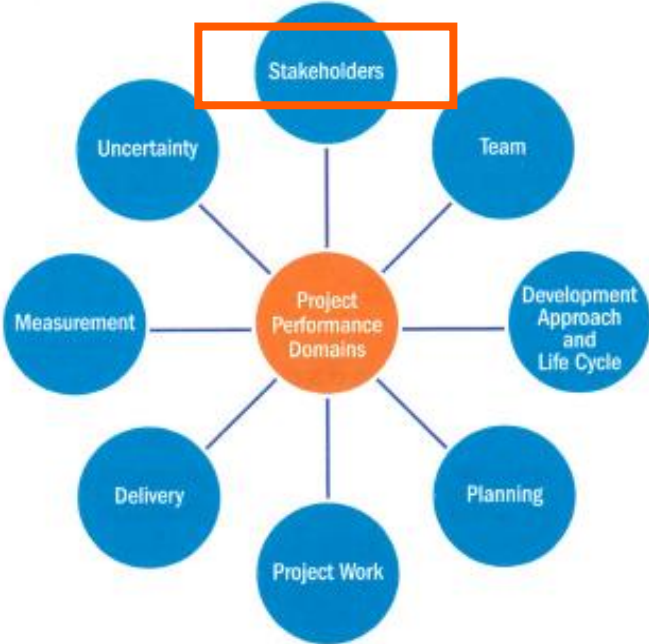 Stakeholders
Uncertainty
Team
Measurement
Project
Performance
Domains
Development
Approach
and
Life Cycle
Delivery
Planning
Project Work